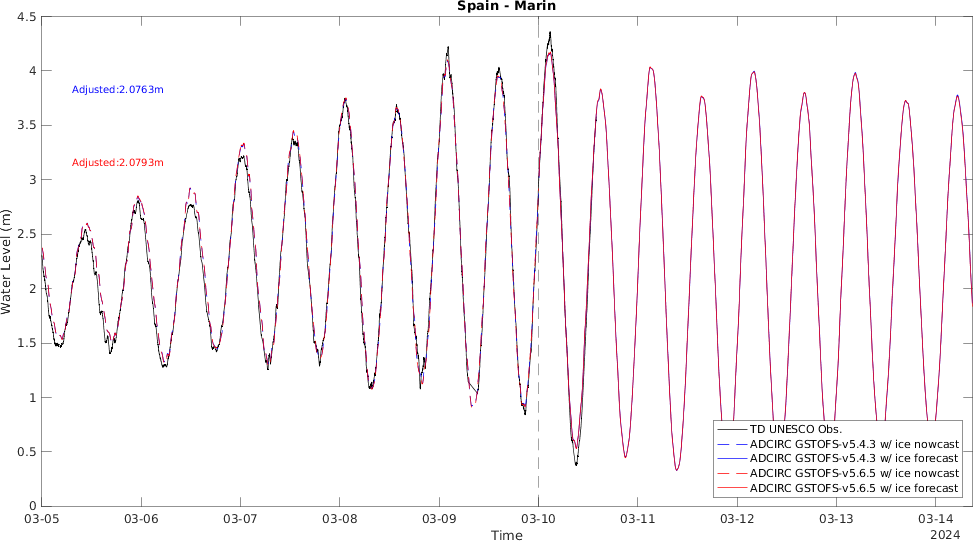 Spain - Marin
4.5
4
3.5
3
2.5
2
1.5
1
0.5
0
Water Level (m)
Adjusted:2.0763m
Adjusted:2.0793m
TD UNESCO Obs.
ADCIRC GSTOFS-v5.4.3 w/ ice nowcast
ADCIRC GSTOFS-v5.4.3 w/ ice forecast
ADCIRC GSTOFS-v5.6.5 w/ ice nowcast
ADCIRC GSTOFS-v5.6.5 w/ ice forecast
03-05 03-06 03-07 03-08 03-09 03-10 03-11 03-12 03-13 03-14
Time
2024